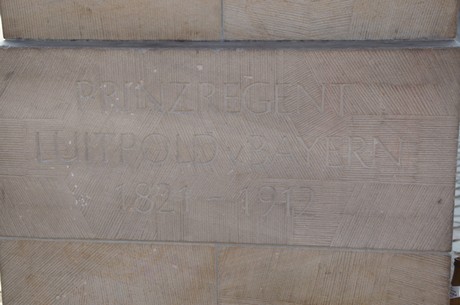 PRINZREGENT
LUITPOLD v. BAYERN
1821 - 1912